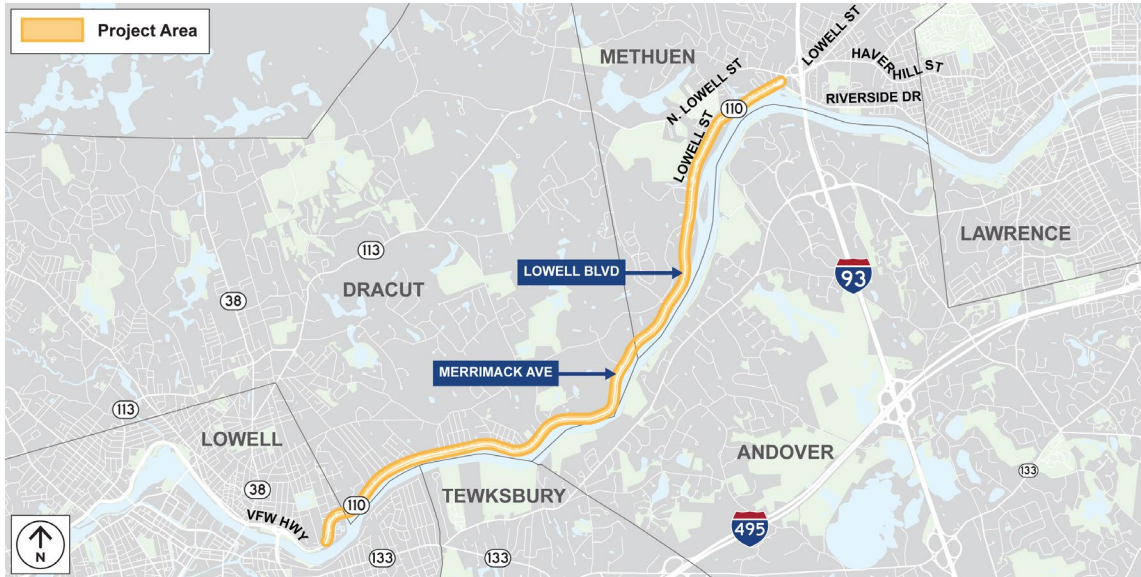 Project Area
METHUEN
LOWELL ST
HAVERHILL ST
N. LOWELL ST
110
RIVERSIDE DR
LOWELL ST
LAWRENCE
113
LOWELL BLVD
93
DRACUT
38
MERRIMACK AVE
113
LOWELL
ANDOVER
133
38
TEWKSBURY
110
VFW HWY
495
N
133
133